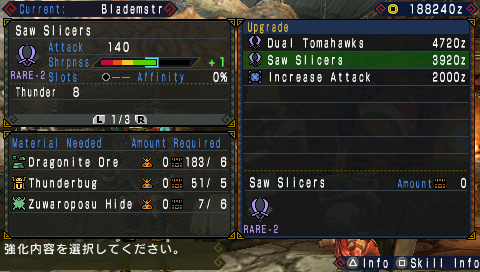 Current: Blademstr
188240z
Saw Slicers
Attack 140
Shrpness +1
RARE-2 Slots ●―― Affinity 0%
Thunder 8
L 1/3 R
Upgrade
Dual Tomahawks 4720z
Saw Slicers 3920z
Increase Attack 2000z
Material Needed Amount Required
Dragonite Ore 0 183/ 6
Thunderbug 0 51/ 5
Zuwaroposu Hide 0 7/ 6
Saw Slicers Amount 0
RARE-2
強化内容を選択してください。
△ Info □ Skill Info